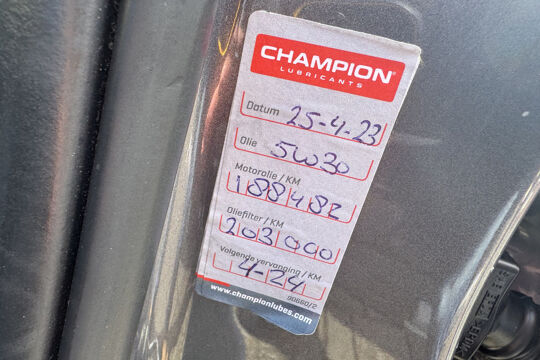 CHAMPION®
LUBRICANTS
Datum 25-4-23
Olie 5W30
Motorolie / KM
188482
Oliefilter / KM
203000
Volgende vervanging / KM
4-24
90660/2
www.championlubes.com